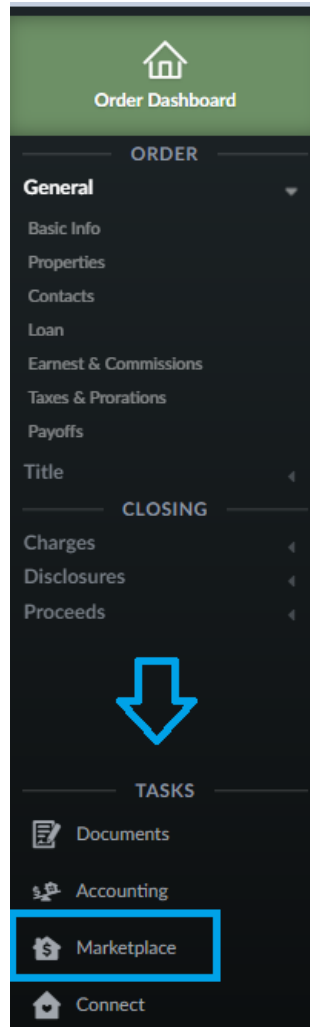 Order Dashboard
ORDER
General
Basic Info
Properties
Contacts
Loan
Earnest & Commissions
Taxes & Prorations
Payoffs
Title
CLOSING
Charges
Disclosures
Proceeds
TASKS
Documents
Accounting
Marketplace
Connect